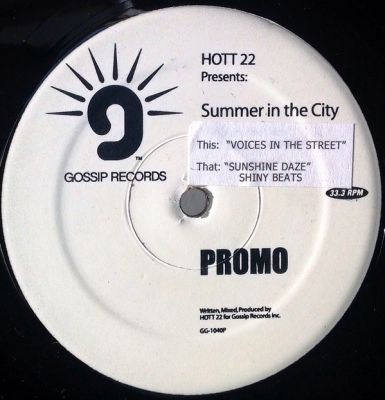 HOTT 22
Presents:
Summer in the City
This: "VOICES IN THE STREET"
That: "SUNSHINE DAZE"
SHINY BEATS
TM
GOSSIP RECORDS
33.3 RPM
PROMO
Written, Mixed, Produced by
HOTT 22 for Gossip Records Inc.
GG-1040P